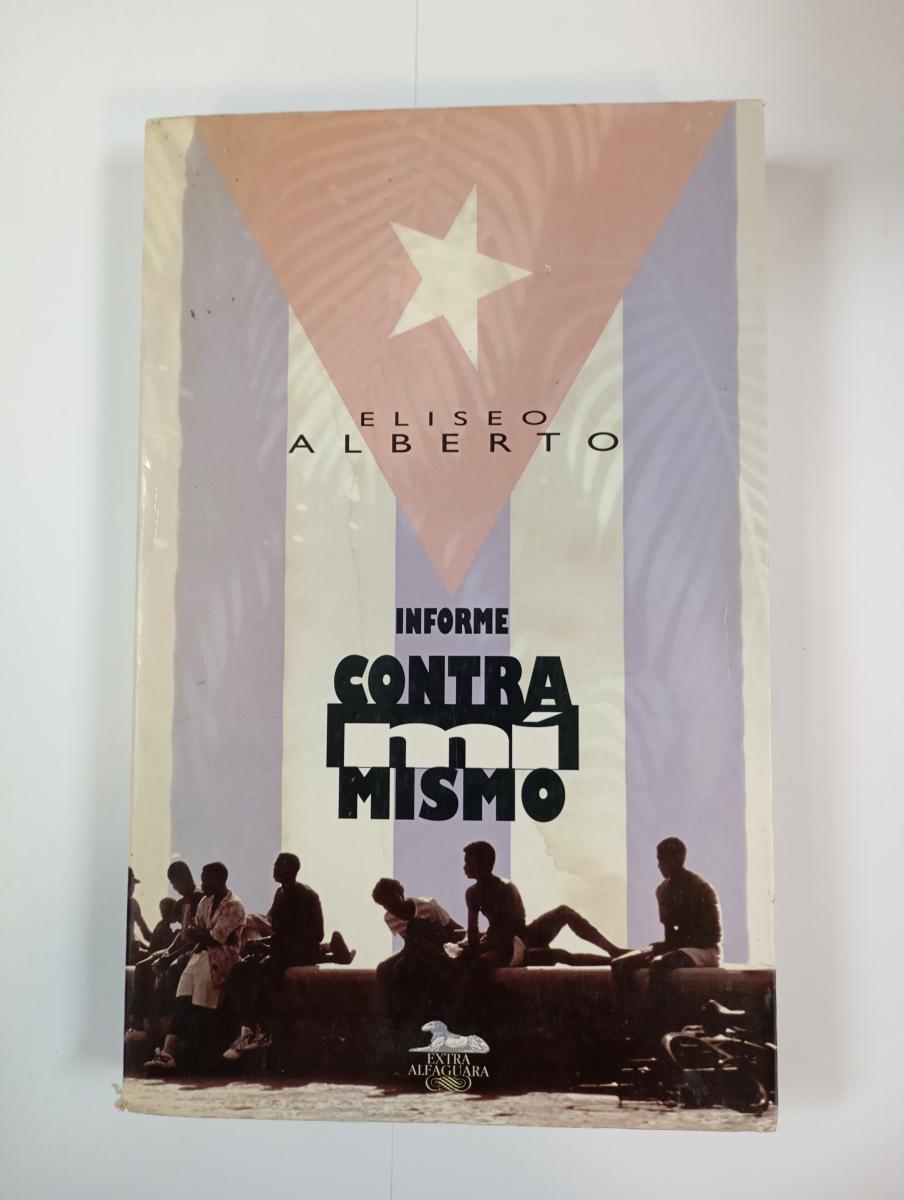 ELISEO
ALBERTO
INFORME
CONTRA
mí
MISMO
EXTRA
ALFAGUARA